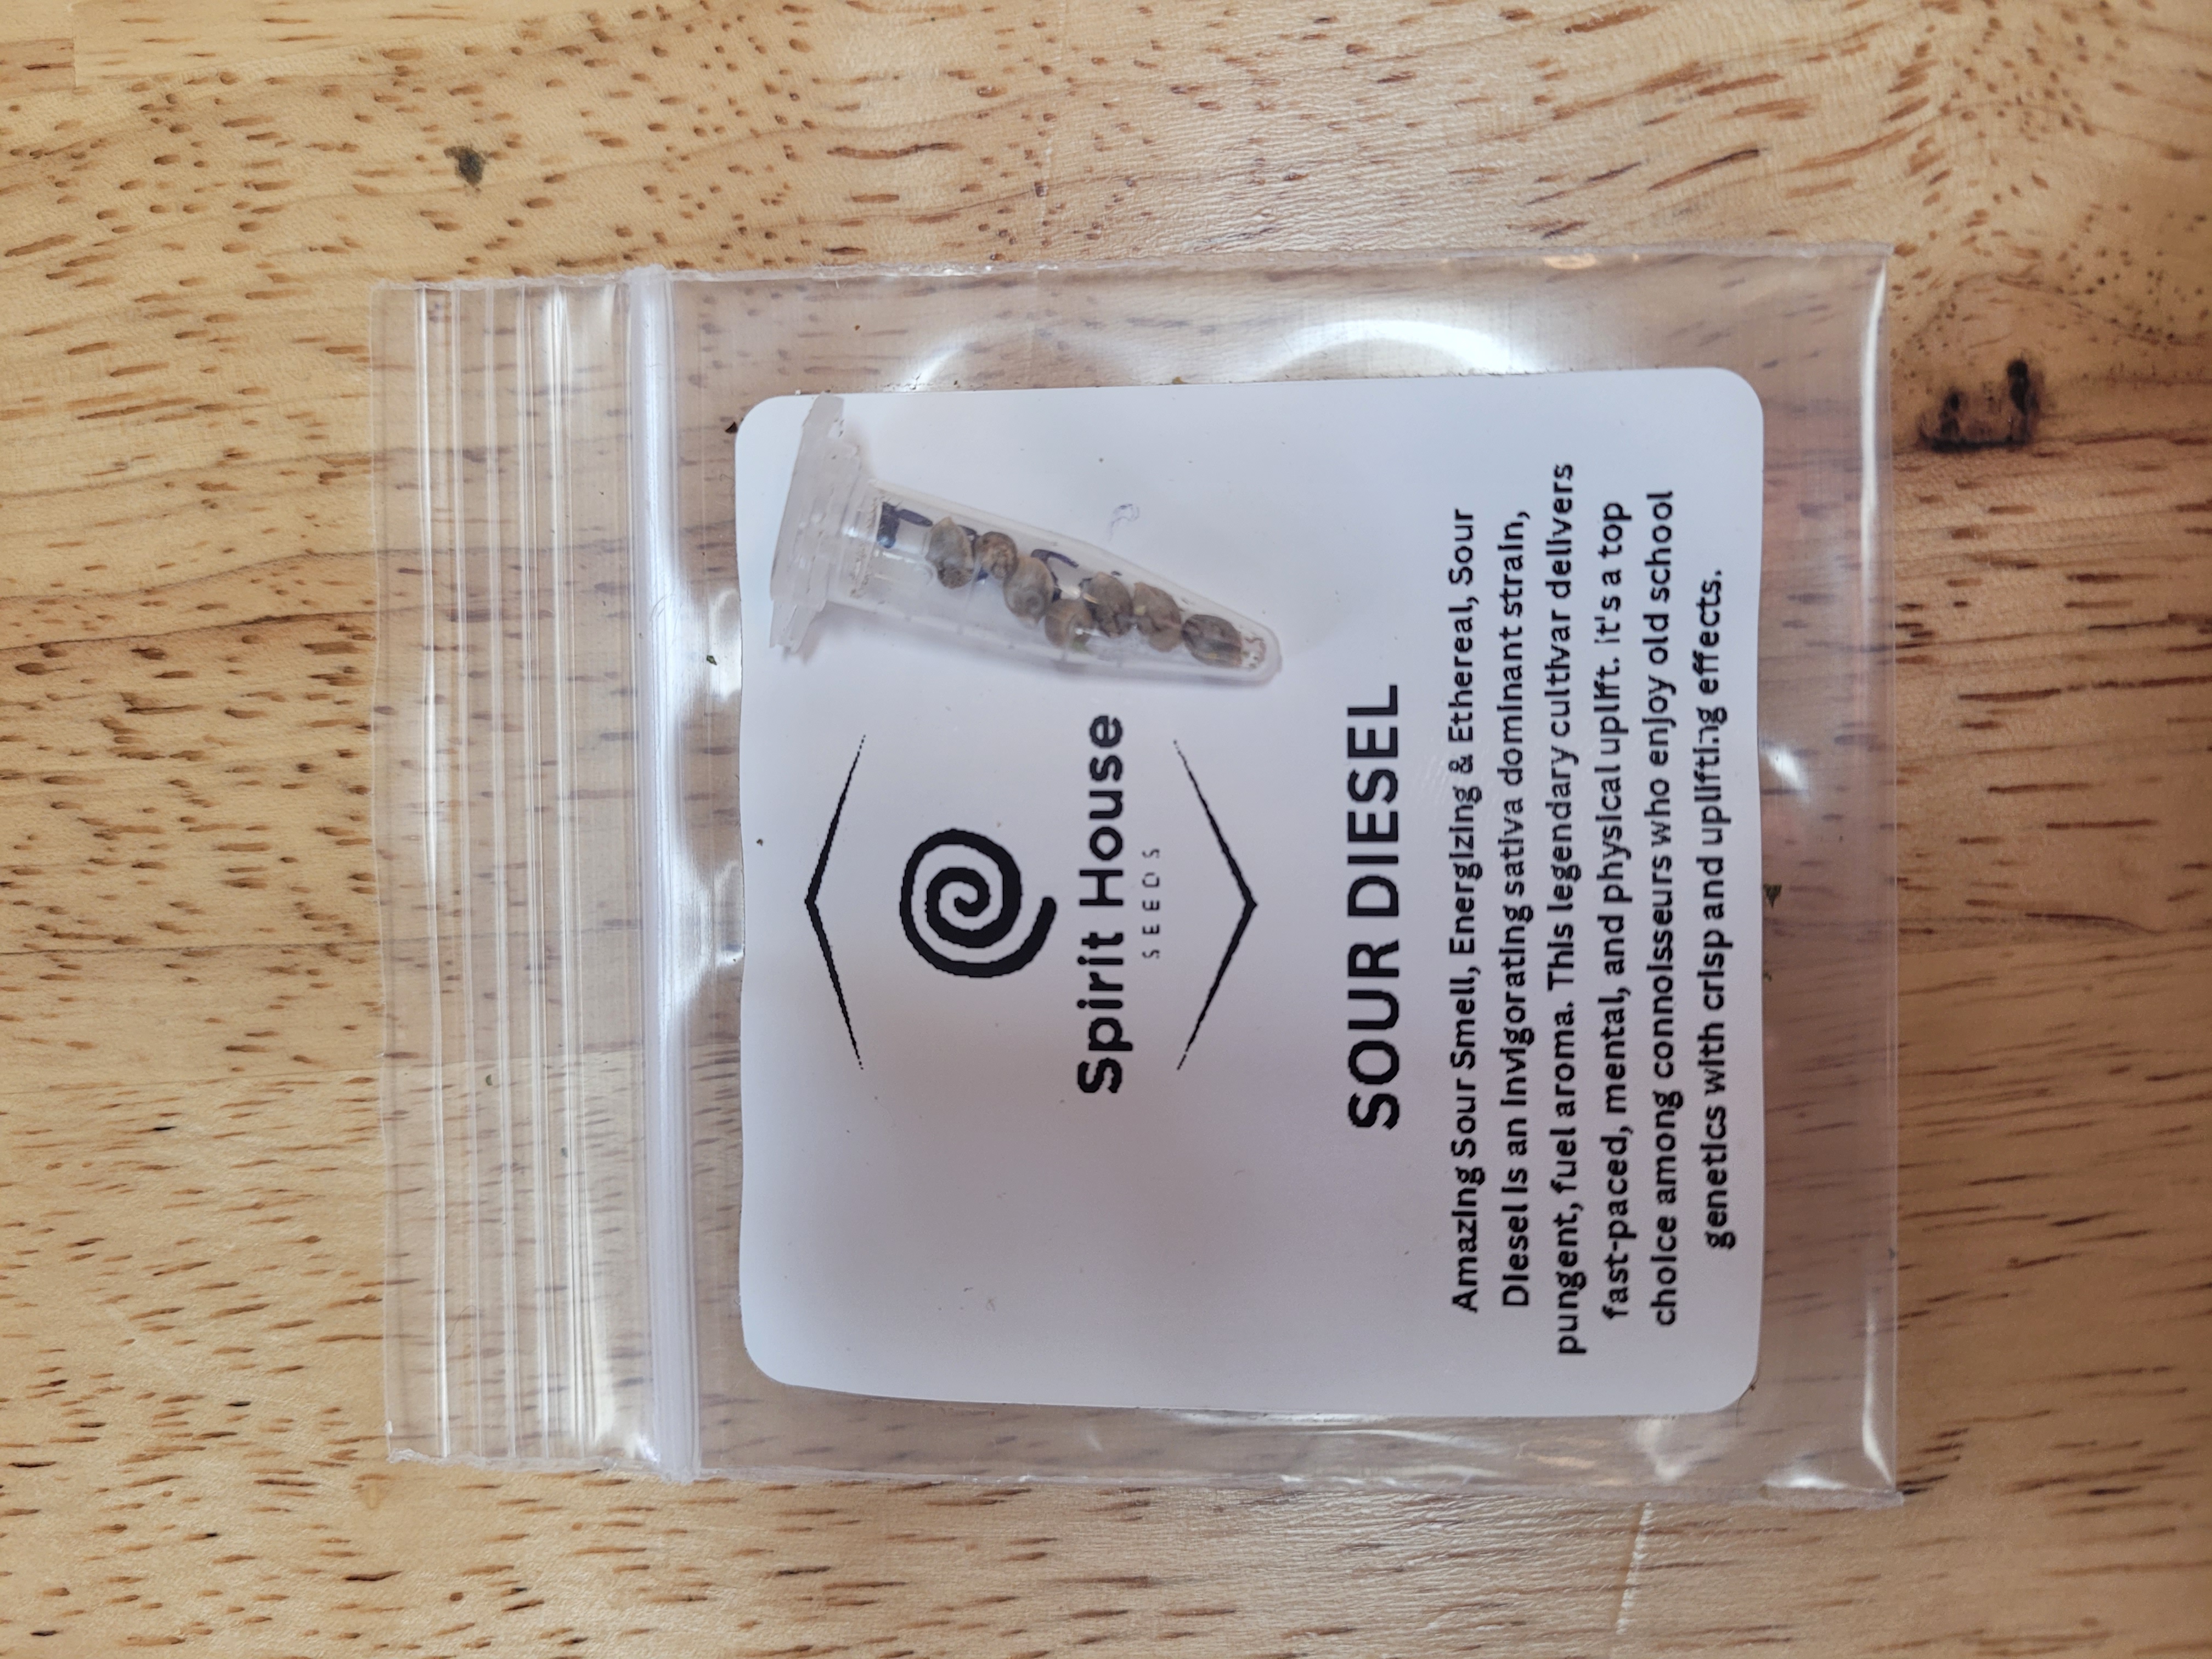 Spirit House
SEEDS
SOUR DIESEL
Amazing Sour Smell, Energizing & Ethereal, Sour
Diesel is an invigorating sativa dominant strain,
pungent, fuel aroma. This legendary cultivar delivers
fast-paced, mental, and physical uplift. it's a top
choice among connoisseurs who enjoy old school
genetics with crisp and uplifting effects.